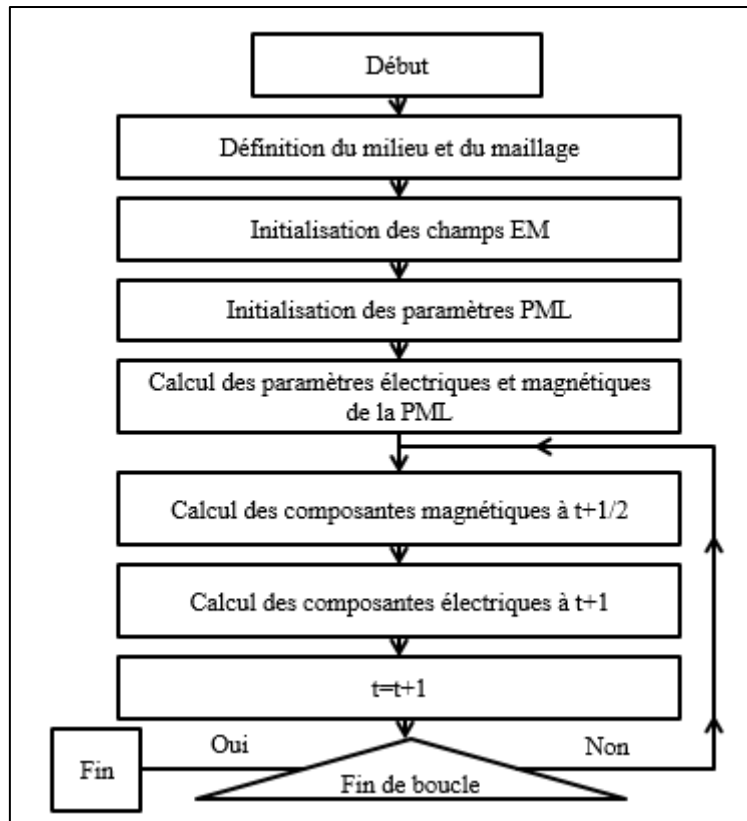 Début
Définition du milieu et du maillage
Initialisation des champs EM
Initialisation des paramètres PML
Calcul des paramètres électriques et magnétiques
de la PML
Calcul des composantes magnétiques à t+1/2
Calcul des composantes électriques à t+1
t=t+1
Oui
Non
Fin
Fin de boucle